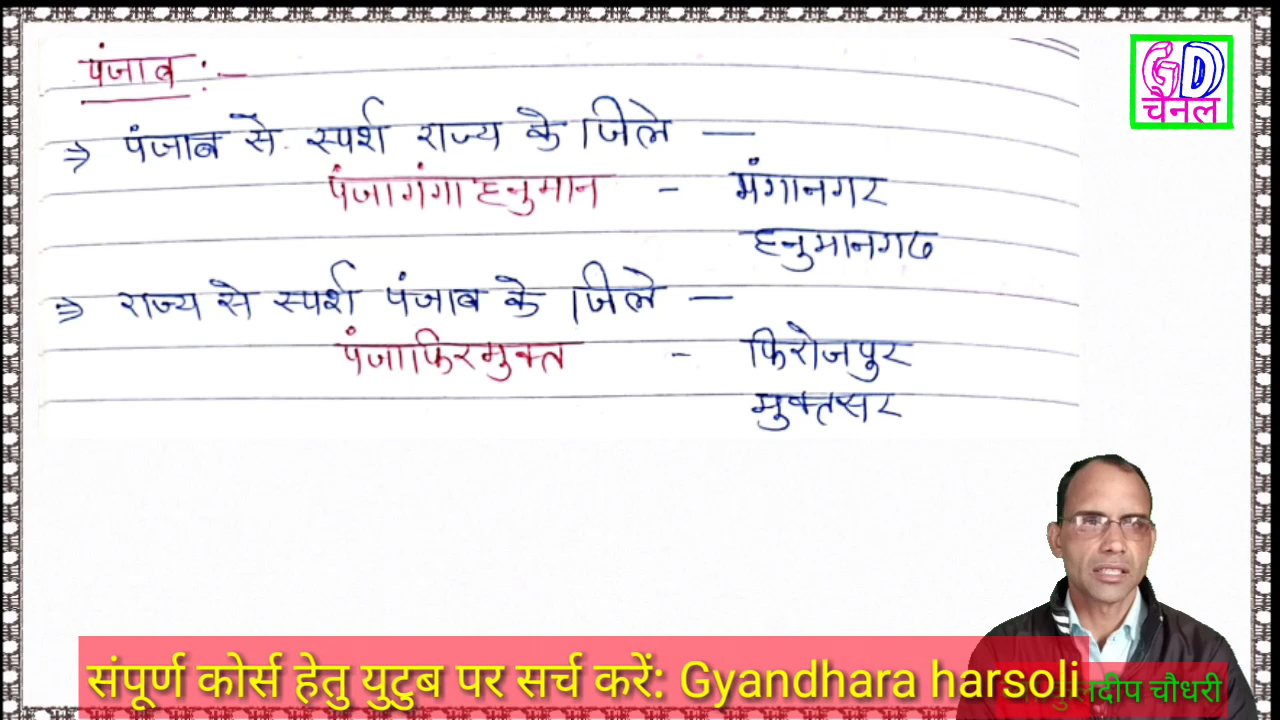 पंजाब :-
GD
चैनल
⇒ पंजाब से स्पर्श राज्य के जिले —
पंजागंगाहनुमान - गंगानगर
हनुमानगढ
⇒ राज्य से स्पर्श पंजाब के जिले —
पंजाफिरमुक्त - फिरोजपुर
मुक्तसर
संपूर्ण कोर्स हेतु युटुब पर सर्च करें: Gyandhara harsoli
चौधरी